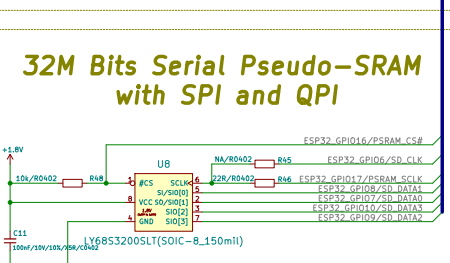 32M Bits Serial Pseudo-SRAM
with SPI and QPI
ESP32_GPIO16/PSRAM_CS#
+1.8V
U8
NA/R0402 R45
ESP32_GPIO6/SD_CLK
10k/R0402 R48
1 #CS SCLK 6
22R/R0402 R46
ESP32_GPIO17/PSRAM_SCLK
SI/SIO[0] 5
ESP32_GPIO8/SD_DATA1
8 VCC SO/SIO[1] 2
ESP32_GPIO7/SD_DATA0
SIO[2] 3
ESP32_GPIO10/SD_DATA3
4 GND SIO[3] 7
ESP32_GPIO9/SD_DATA2
C11
100nF/10V/10%/X5R/C0402
LY68S3200SLT(SOIC-8_150mil)